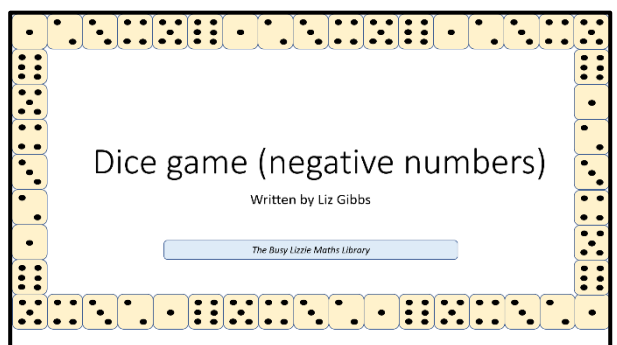 Dice game (negative numbers)
Written by Liz Gibbs
The Busy Lizzie Maths Library